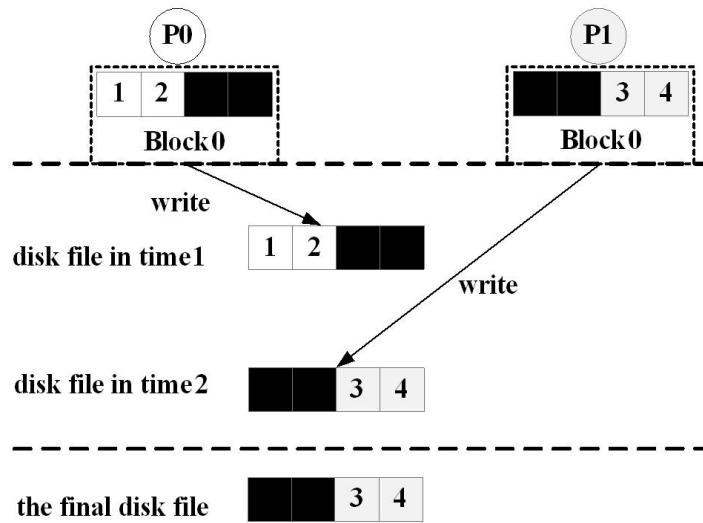 P0 P1
1 2 3 4
Block0 Block0
write
1 2
disk file in time1
write
3 4
disk file in time2
3 4
the final disk file